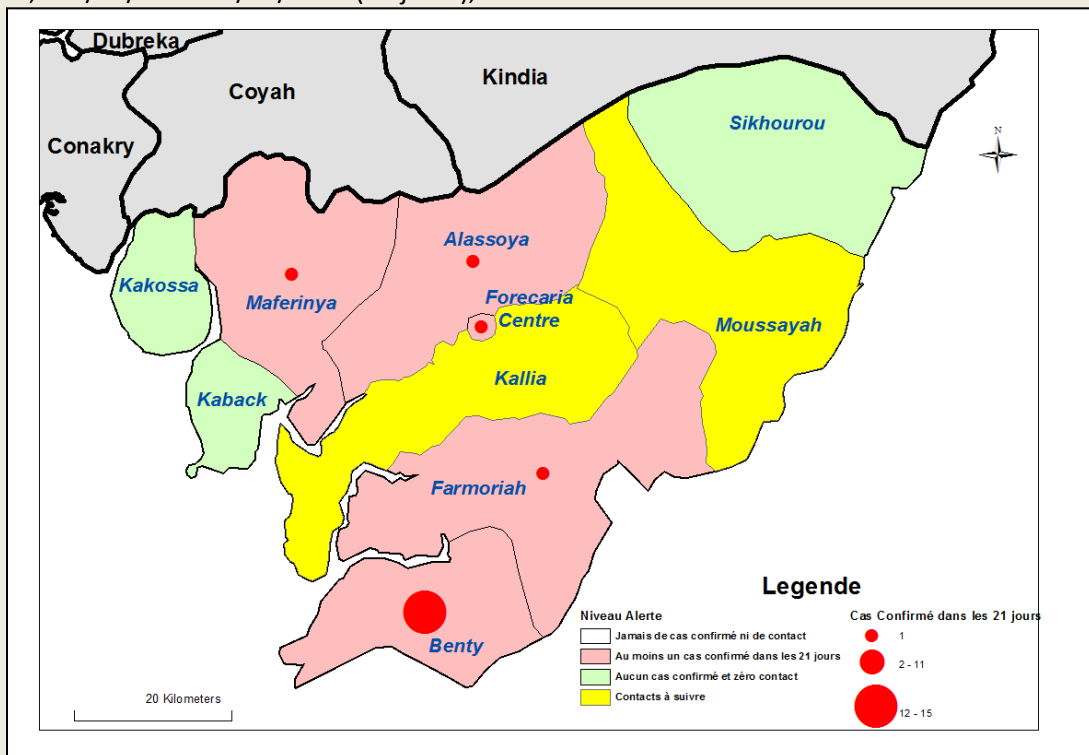 Dubreka
Kindia
Coyah
Conakry
Sikhourou
N
Alassoya
Kakossa
Maferinya
Forecaria
Centre
Moussayah
Kallia
Kaback
Farmoriah
Benty
Legende
Niveau Alerte
Jamais de cas confirmé ni de contact
Au moins un cas confirmé dans les 21 jours
Aucun cas confirmé et zéro contact
Contacts à suivre
Cas Confirmé dans les 21 jours
1
2 - 11
12 - 15
20 Kilometers